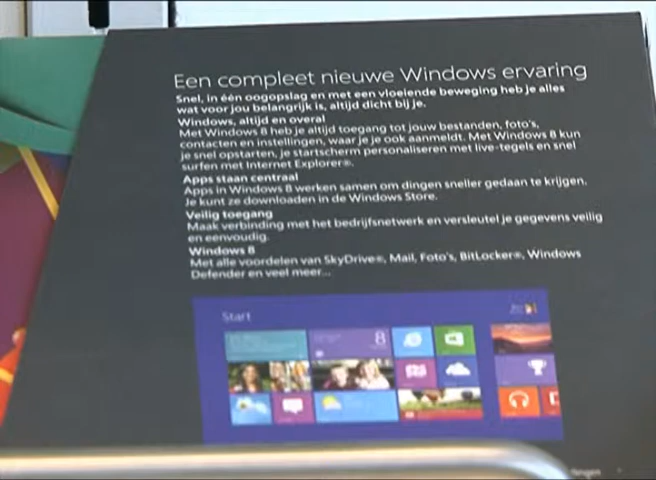 Een compleet nieuwe Windows ervaring
Snel, in één oogopslag en met een vloeiende beweging heb je alles
wat voor jou belangrijk is, altijd dicht bij je.
Windows, altijd en overal
Met Windows 8 heb je altijd toegang tot jouw bestanden, foto's,
contacten en instellingen, waar je je ook aanmeldt. Met Windows 8 kun
je snel opstarten, je startscherm personaliseren met live-tegels en snel
surfen met Internet Explorer®.
Apps staan centraal
Apps in Windows 8 werken samen om dingen sneller gedaan te krijgen.
Je kunt ze downloaden in de Windows Store.
Veilig toegang
Maak verbinding met het bedrijfsnetwerk en versleutel je gegevens veilig
en eenvoudig.
Windows 8
Met alle voordelen van SkyDrive®, Mail, Foto's, BitLocker®, Windows
Defender en veel meer...
Start
8